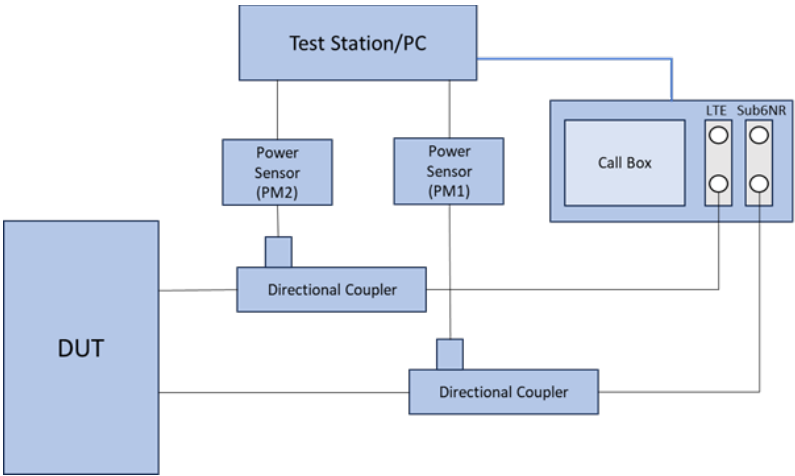 Test Station/PC
LTE Sub6NR
Power
Sensor
(PM2)
Power
Sensor
(PM1)
Call Box
Directional Coupler
DUT
Directional Coupler